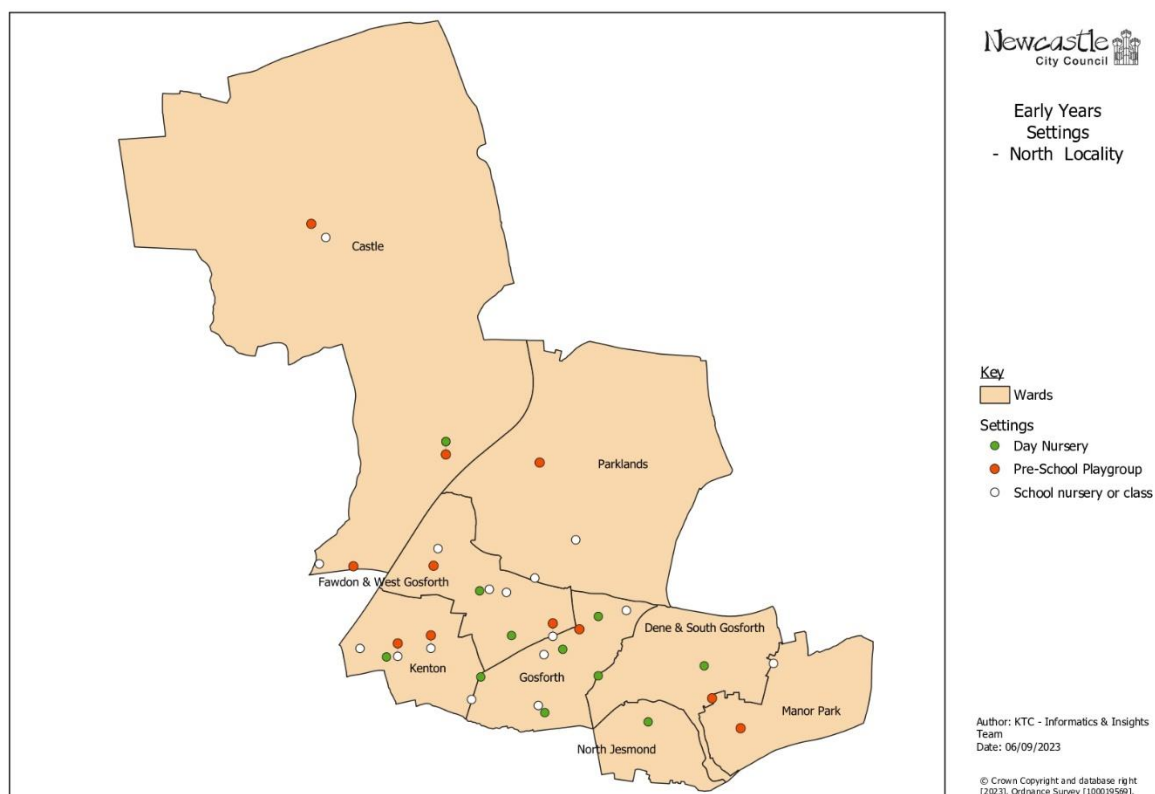 Newcastle
City Council
Early Years
Settings
- North Locality
Castle
Parklands
Fawdon & West Gosforth
Dene & South Gosforth
Kenton
Gosforth
Manor Park
North Jesmond
Key
Wards
Settings
Day Nursery
Pre-School Playgroup
School nursery or class
Author: KTC - Informatics & Insights
Team
Date: 06/09/2023
© Crown Copyright and database right
[2023]. Ordnance Survey [100019569].